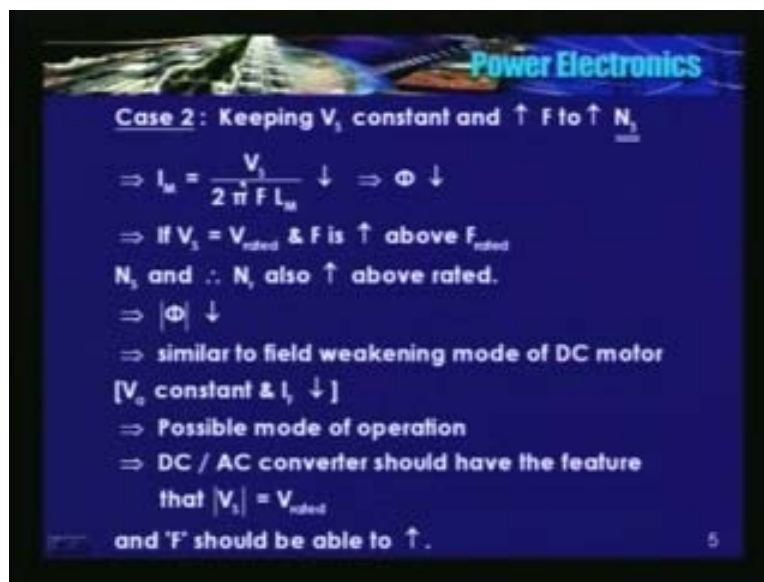 Power Electronics
Case 2 : Keeping Vs constant and ↑ F to ↑ Ns
⇒ IM = Vs / 2 π F LM ↓ ⇒ Φ ↓
⇒ If Vs = Vrated & F is ↑ above Frated
Ns and ∴ Nr also ↑ above rated.
⇒ |Φ| ↓
⇒ similar to field weakening mode of DC motor
[Va constant & If ↓ ]
⇒ Possible mode of operation
⇒ DC / AC converter should have the feature
that |Vs| = Vrated
and 'F' should be able to ↑ .
5